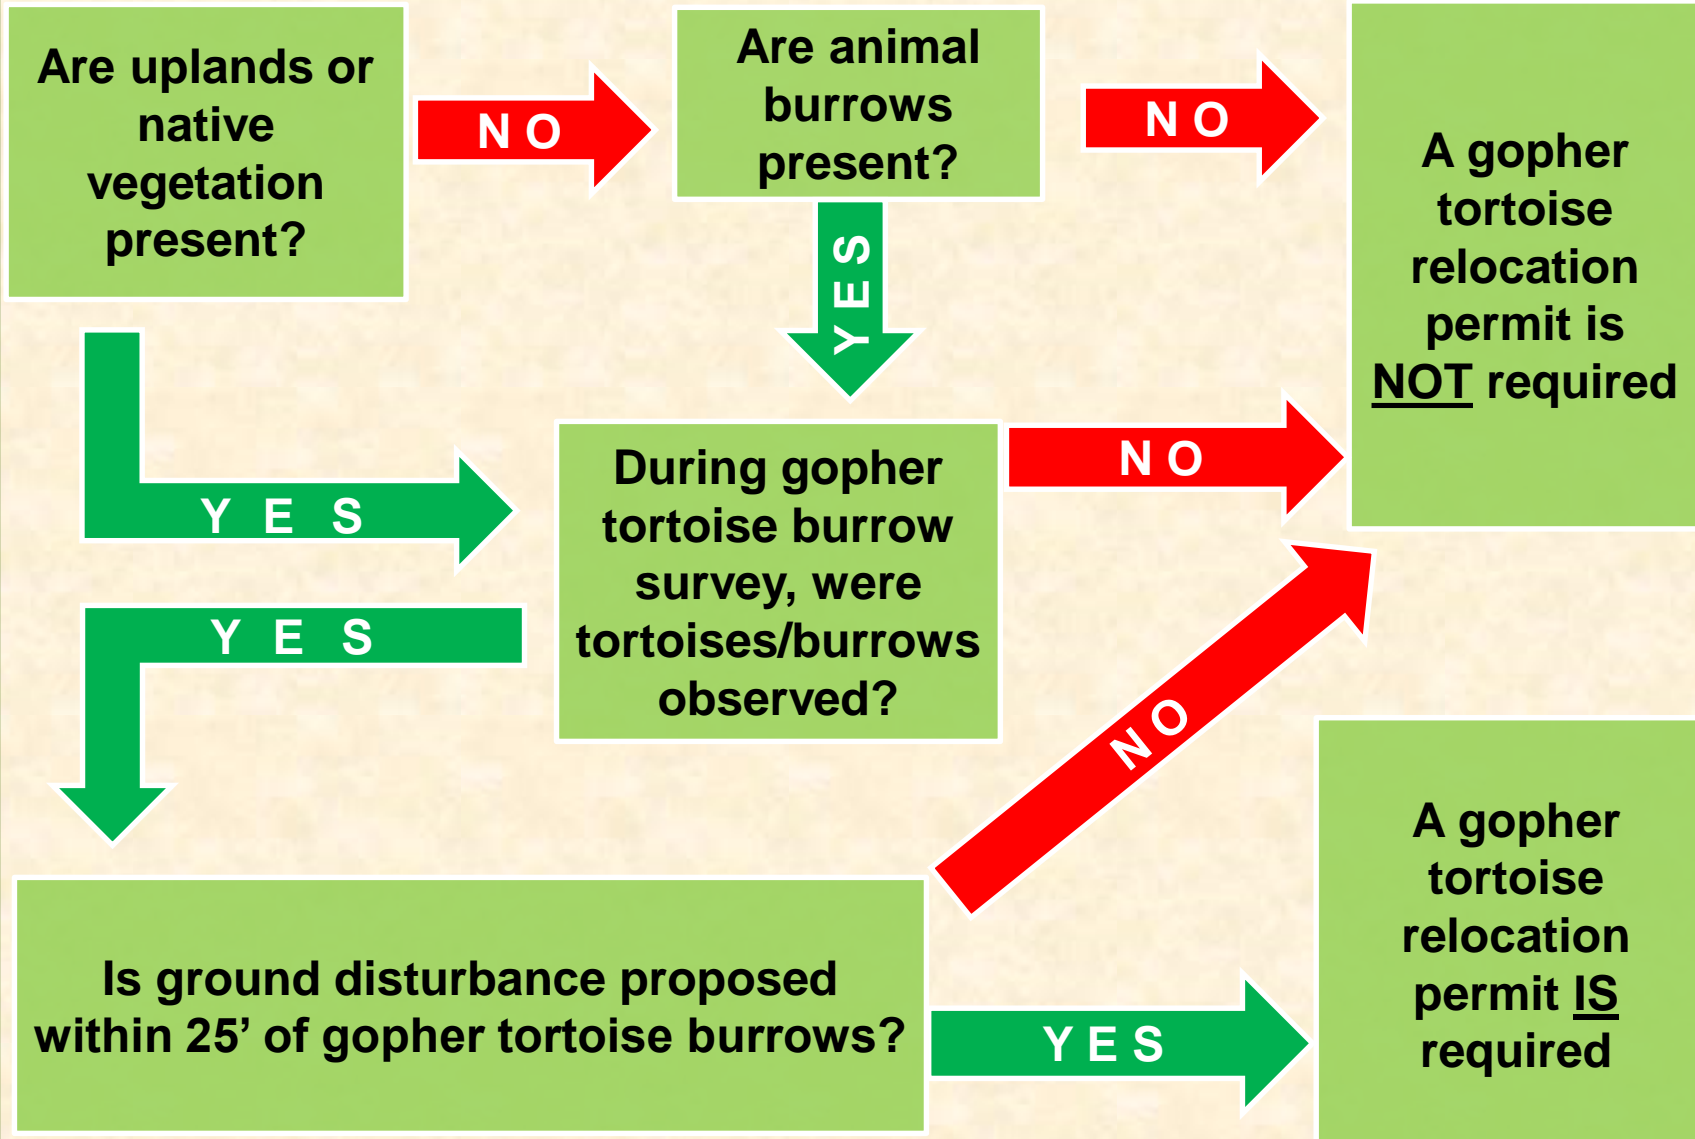 Are uplands or
native
vegetation
present?
NO
Are animal
burrows
present?
NO
A gopher
tortoise
relocation
permit is
NOT required
YES
YES
During gopher
tortoise burrow
survey, were
tortoises/burrows
observed?
NO
YES
NO
Is ground disturbance proposed
within 25’ of gopher tortoise burrows?
YES
A gopher
tortoise
relocation
permit IS
required